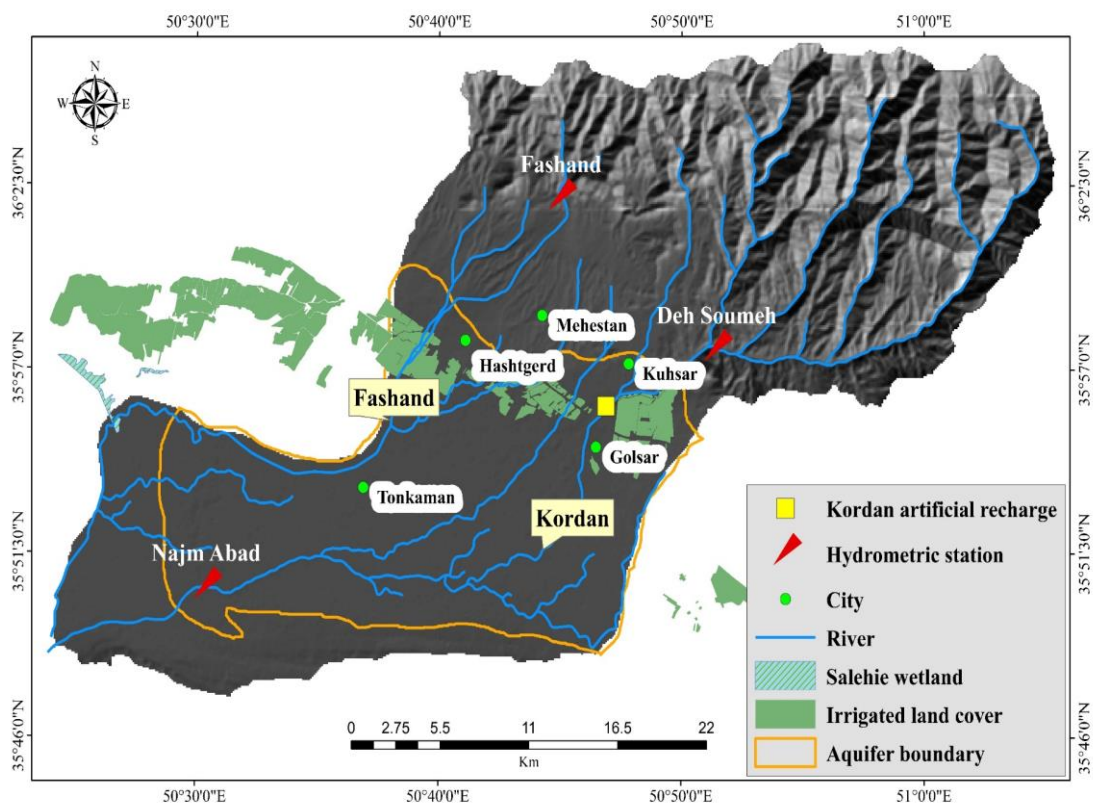 50°30'0"E
50°40'0"E
50°50'0"E
51°0'0"E
N
W
E
S
36°2'30"N
36°2'30"N
Fashand
Mehestan
Deh Soumeh
Hashtgerd
Kuhsar
35°57'0"N
35°57'0"N
Fashand
Golsar
Tonkaman
Kordan
35°51'30"N
35°51'30"N
Najm Abad
Kordan artificial recharge
Hydrometric station
City
River
Salehie wetland
Irrigated land cover
Aquifer boundary
0 2.75 5.5 11 16.5 22
Km
35°46'0"N
35°46'0"N
50°30'0"E
50°40'0"E
50°50'0"E
51°0'0"E